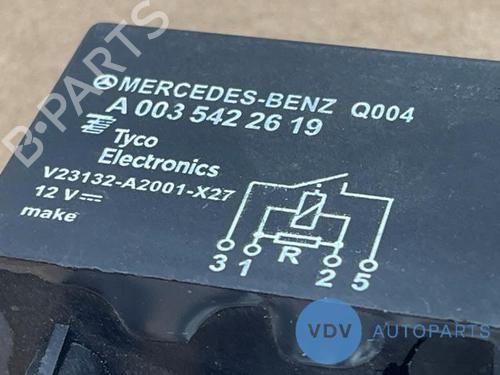 B-PARTS
MERCEDES-BENZ Q004
A 003 542 26 19
Tyco
Electronics
V23132-A2001-X27
12 V
make
3 1 R 2 5
VDV AUTOPARTS